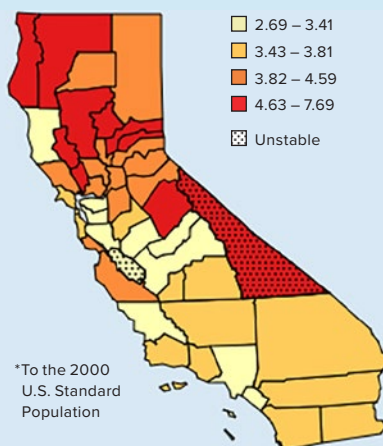 2.69 – 3.41
3.43 – 3.81
3.82 – 4.59
4.63 – 7.69
Unstable
*To the 2000
U.S. Standard
Population